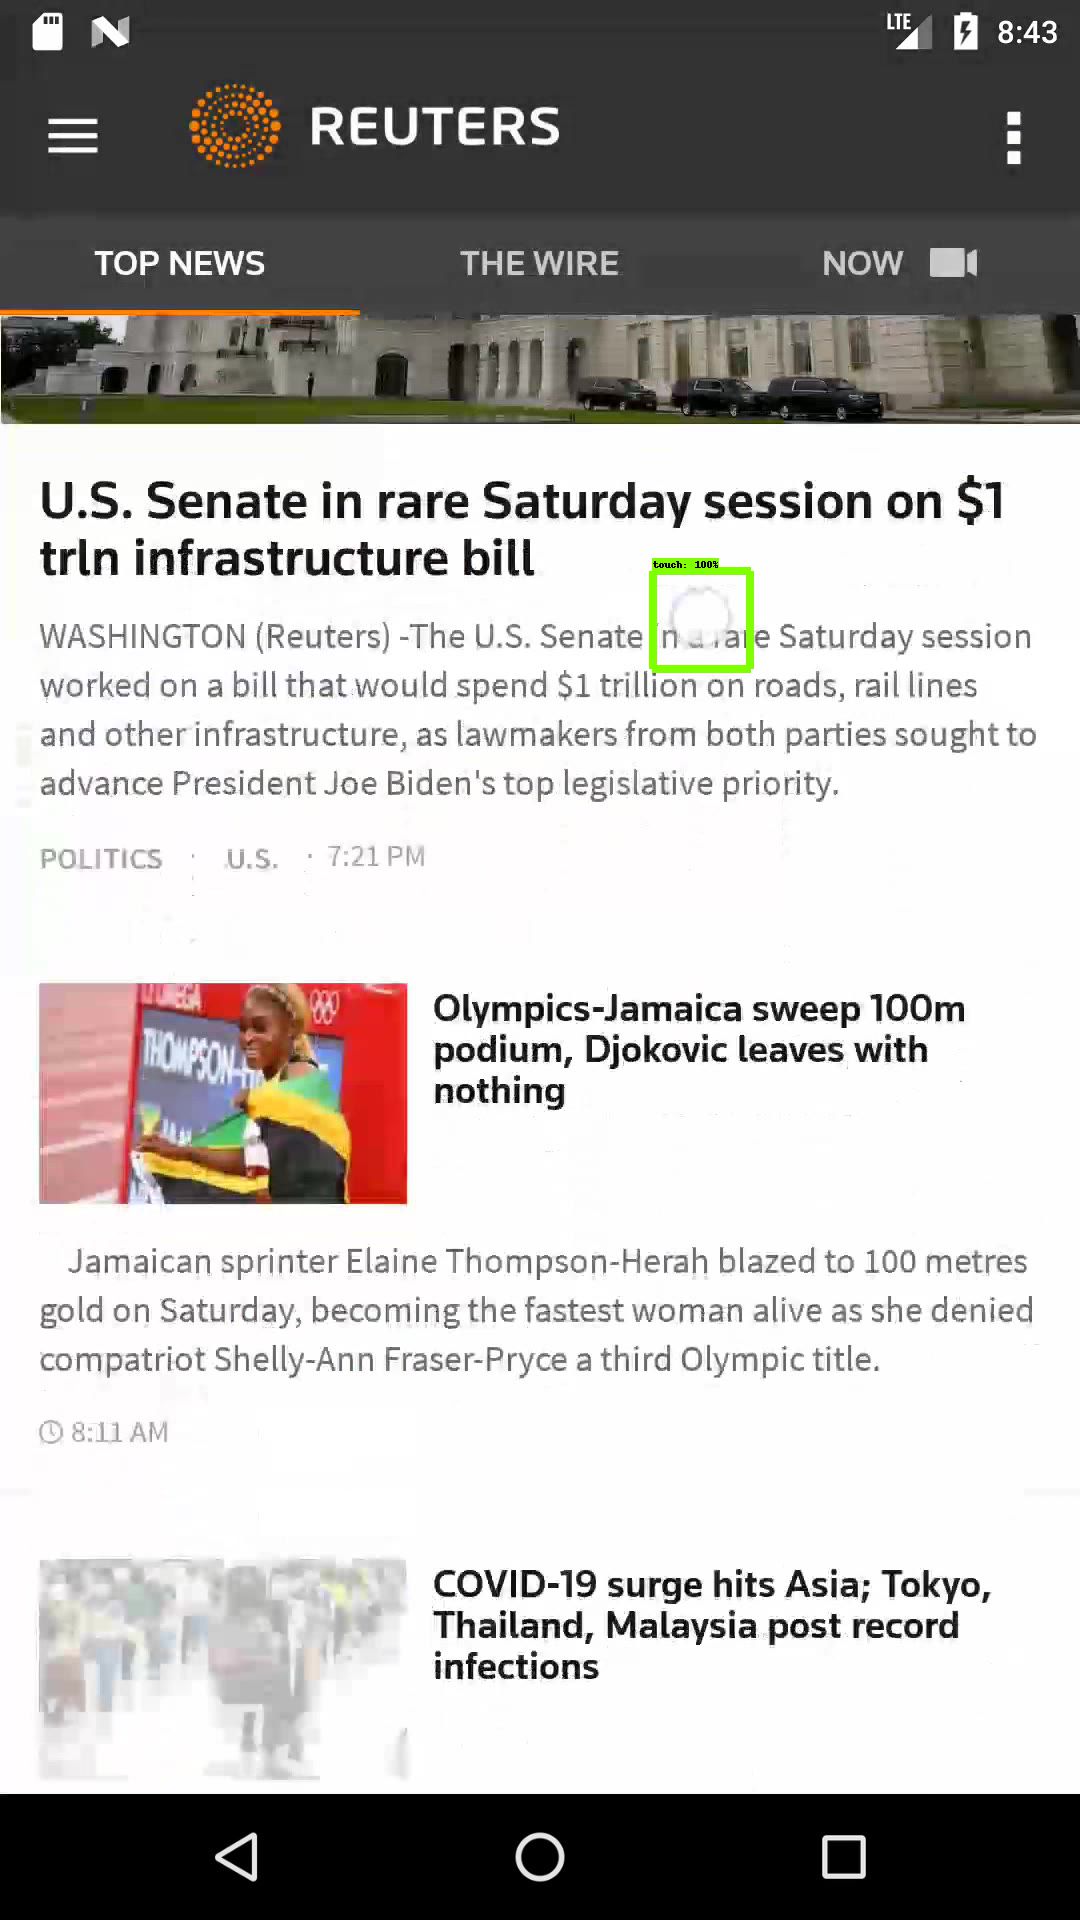 LTE 8:43
REUTERS
TOP NEWS THE WIRE NOW
U.S. Senate in rare Saturday session on $1
trln infrastructure bill
touch: 100%
WASHINGTON (Reuters) -The U.S. Senate in a rare Saturday session
worked on a bill that would spend $1 trillion on roads, rail lines
and other infrastructure, as lawmakers from both parties sought to
advance President Joe Biden's top legislative priority.
POLITICS · U.S. · 7:21 PM
OMEGA
THOMPSON-H
Olympics-Jamaica sweep 100m
podium, Djokovic leaves with
nothing
Jamaican sprinter Elaine Thompson-Herah blazed to 100 metres
gold on Saturday, becoming the fastest woman alive as she denied
compatriot Shelly-Ann Fraser-Pryce a third Olympic title.
8:11 AM
COVID-19 surge hits Asia; Tokyo,
Thailand, Malaysia post record
infections